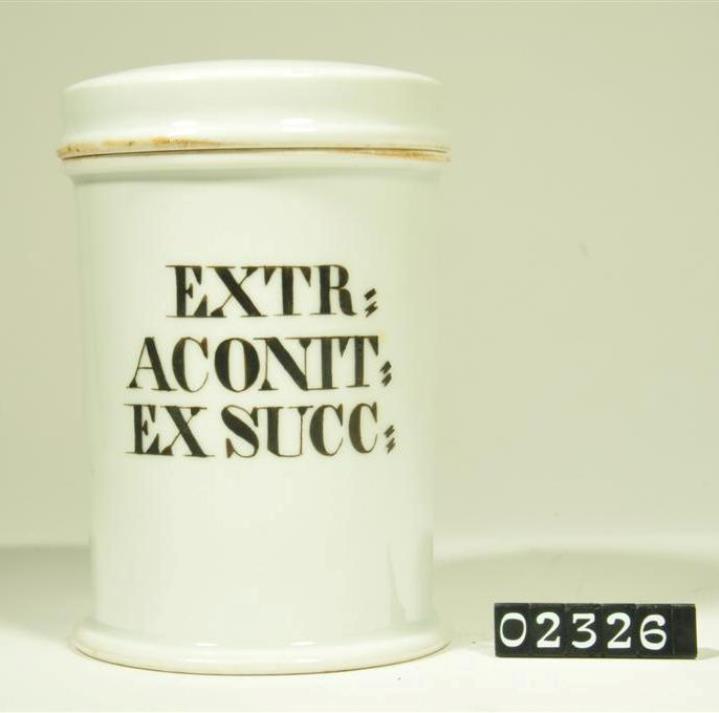 EXTR:
ACONIT:
EX SUCC:
02326